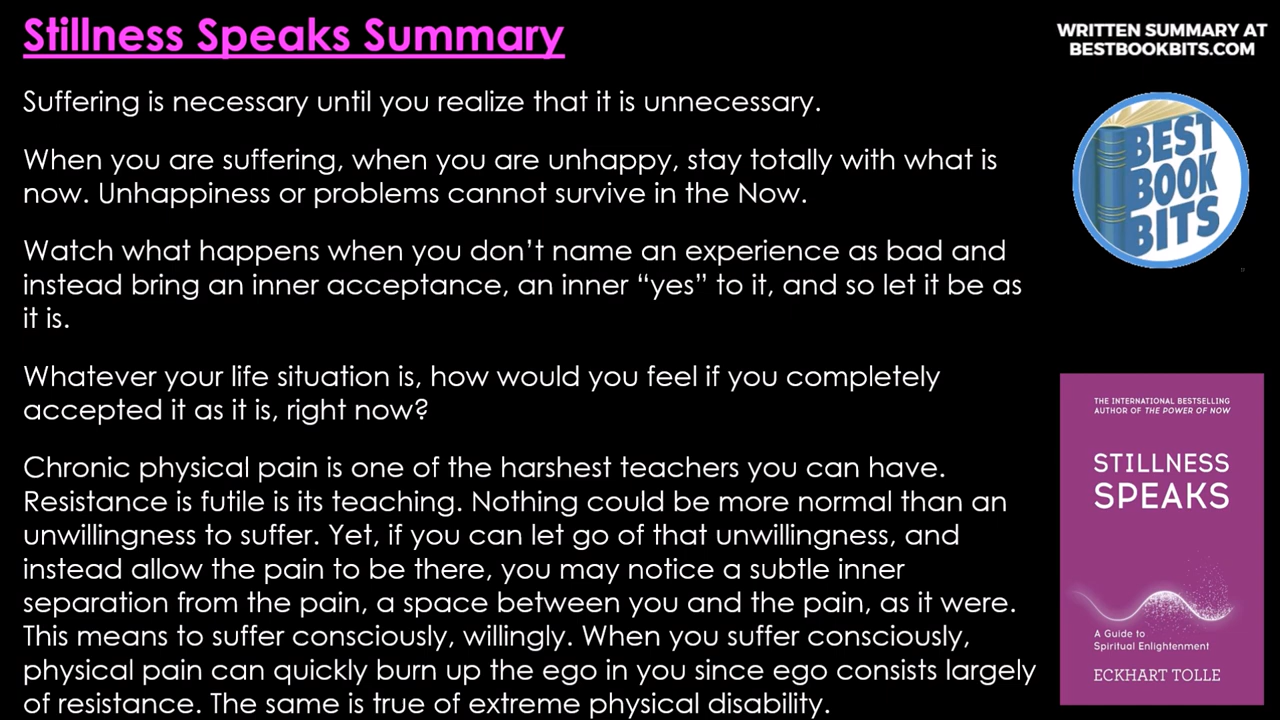 Stillness Speaks Summary
Suffering is necessary until you realize that it is unnecessary.
When you are suffering, when you are unhappy, stay totally with what is
now. Unhappiness or problems cannot survive in the Now.
Watch what happens when you don’t name an experience as bad and
instead bring an inner acceptance, an inner “yes” to it, and so let it be as
it is.
Whatever your life situation is, how would you feel if you completely
accepted it as it is, right now?
Chronic physical pain is one of the harshest teachers you can have.
Resistance is futile is its teaching. Nothing could be more normal than an
unwillingness to suffer. Yet, if you can let go of that unwillingness, and
instead allow the pain to be there, you may notice a subtle inner
separation from the pain, a space between you and the pain, as it were.
This means to suffer consciously, willingly. When you suffer consciously,
physical pain can quickly burn up the ego in you since ego consists largely
of resistance. The same is true of extreme physical disability.
WRITTEN SUMMARY AT
BESTBOOKBITS.COM
BEST
BOOK
BITS
THE INTERNATIONAL BESTSELLING
AUTHOR OF THE POWER OF NOW
STILLNESS
SPEAKS
A Guide to
Spiritual Enlightenment
ECKHART TOLLE